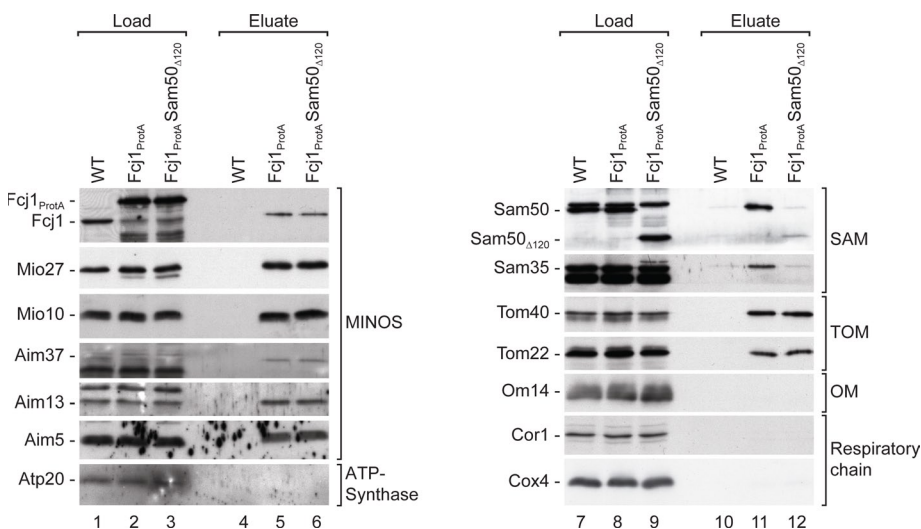 Load Eluate
WT Fcj1ProtA Fcj1ProtA Sam50Δ120 WT Fcj1ProtA Fcj1ProtA Sam50Δ120
Fcj1ProtA -
Fcj1 -
Mio27 -
Mio10 -
Aim37 -
Aim13 -
Aim5 -
MINOS
Atp20 -
ATP-
Synthase
1 2 3 4 5 6
Load Eluate
WT Fcj1ProtA Fcj1ProtA Sam50Δ120 WT Fcj1ProtA Fcj1ProtA Sam50Δ120
Sam50 -
Sam50Δ120 -
Sam35 -
SAM
Tom40 -
Tom22 -
TOM
Om14 -
OM
Cor1 -
Cox4 -
Respiratory
chain
7 8 9 10 11 12